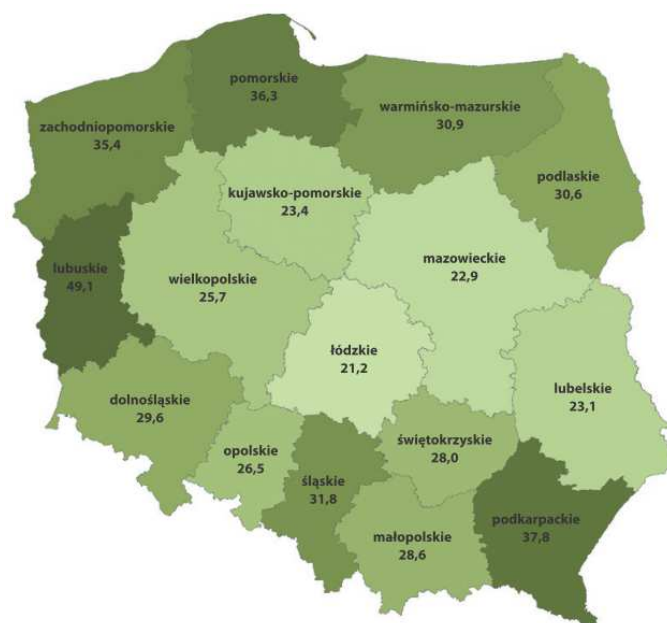 pomorskie
36,3
warmińsko-mazurskie
30,9
zachodniopomorskie
35,4
podlaskie
30,6
kujawsko-pomorskie
23,4
mazowieckie
22,9
lubuskie
49,1
wielkopolskie
25,7
łódzkie
21,2
lubelskie
23,1
dolnośląskie
29,6
świętokrzyskie
28,0
opolskie
26,5
śląskie
31,8
podkarpackie
37,8
małopolskie
28,6